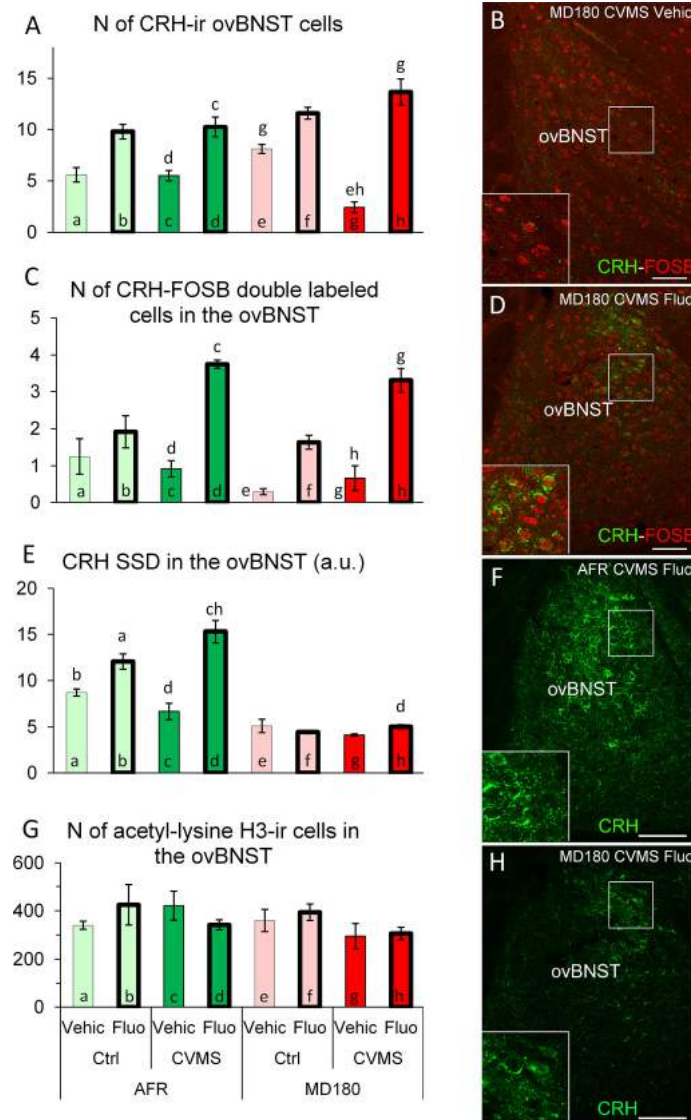 A
N of CRH-ir ovBNST cells
15
10
5
0
a
b
d
c
c
d
g
e
f
eh
g
g
h
C
N of CRH-FOSB double labeled
cells in the ovBNST
5
4
3
2
1
0
a
b
d
c
c
d
e
f
h
g
g
h
E
CRH SSD in the ovBNST (a.u.)
20
15
10
5
0
b
a
a
b
d
c
ch
d
e
f
g
d
h
G
N of acetyl-lysine H3-ir cells in
the ovBNST
600
400
200
0
a
b
c
d
e
f
g
h
Vehic Fluo Vehic Fluo Vehic Fluo Vehic Fluo
Ctrl CVMS Ctrl CVMS
AFR MD180
B
MD180 CVMS Vehic
ovBNST
CRH-FOSB
D
MD180 CVMS Fluo
ovBNST
CRH-FOSB
F
AFR CVMS Fluo
ovBNST
CRH
H
MD180 CVMS Fluo
ovBNST
CRH